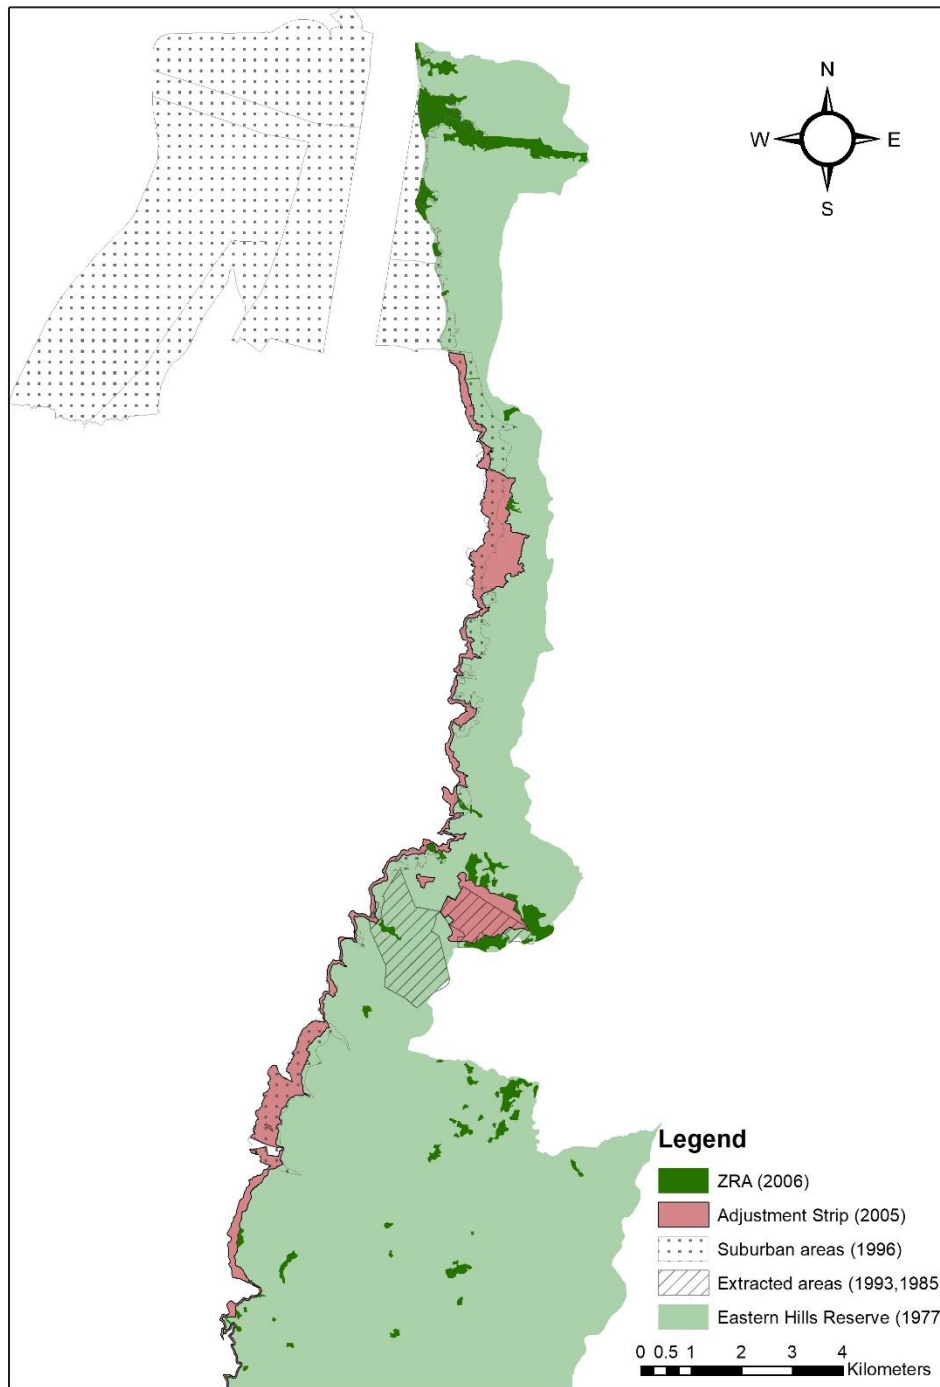 N
W E
S
Legend
ZRA (2006)
Adjustment Strip (2005)
Suburban areas (1996)
Extracted areas (1993,1985
Eastern Hills Reserve (1977
0 0.5 1 2 3 4
Kilometers